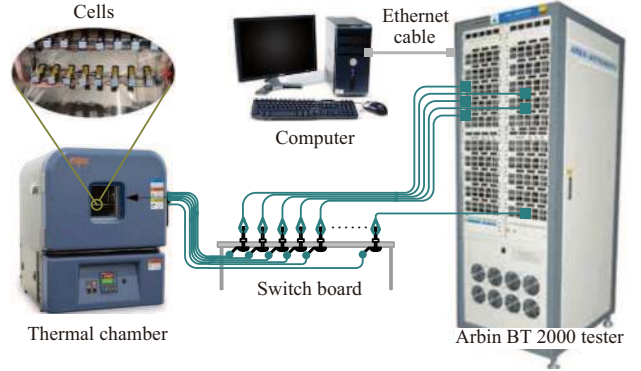 Cells
Ethernet
cable
Computer
Switch board
Thermal chamber
Arbin BT 2000 tester